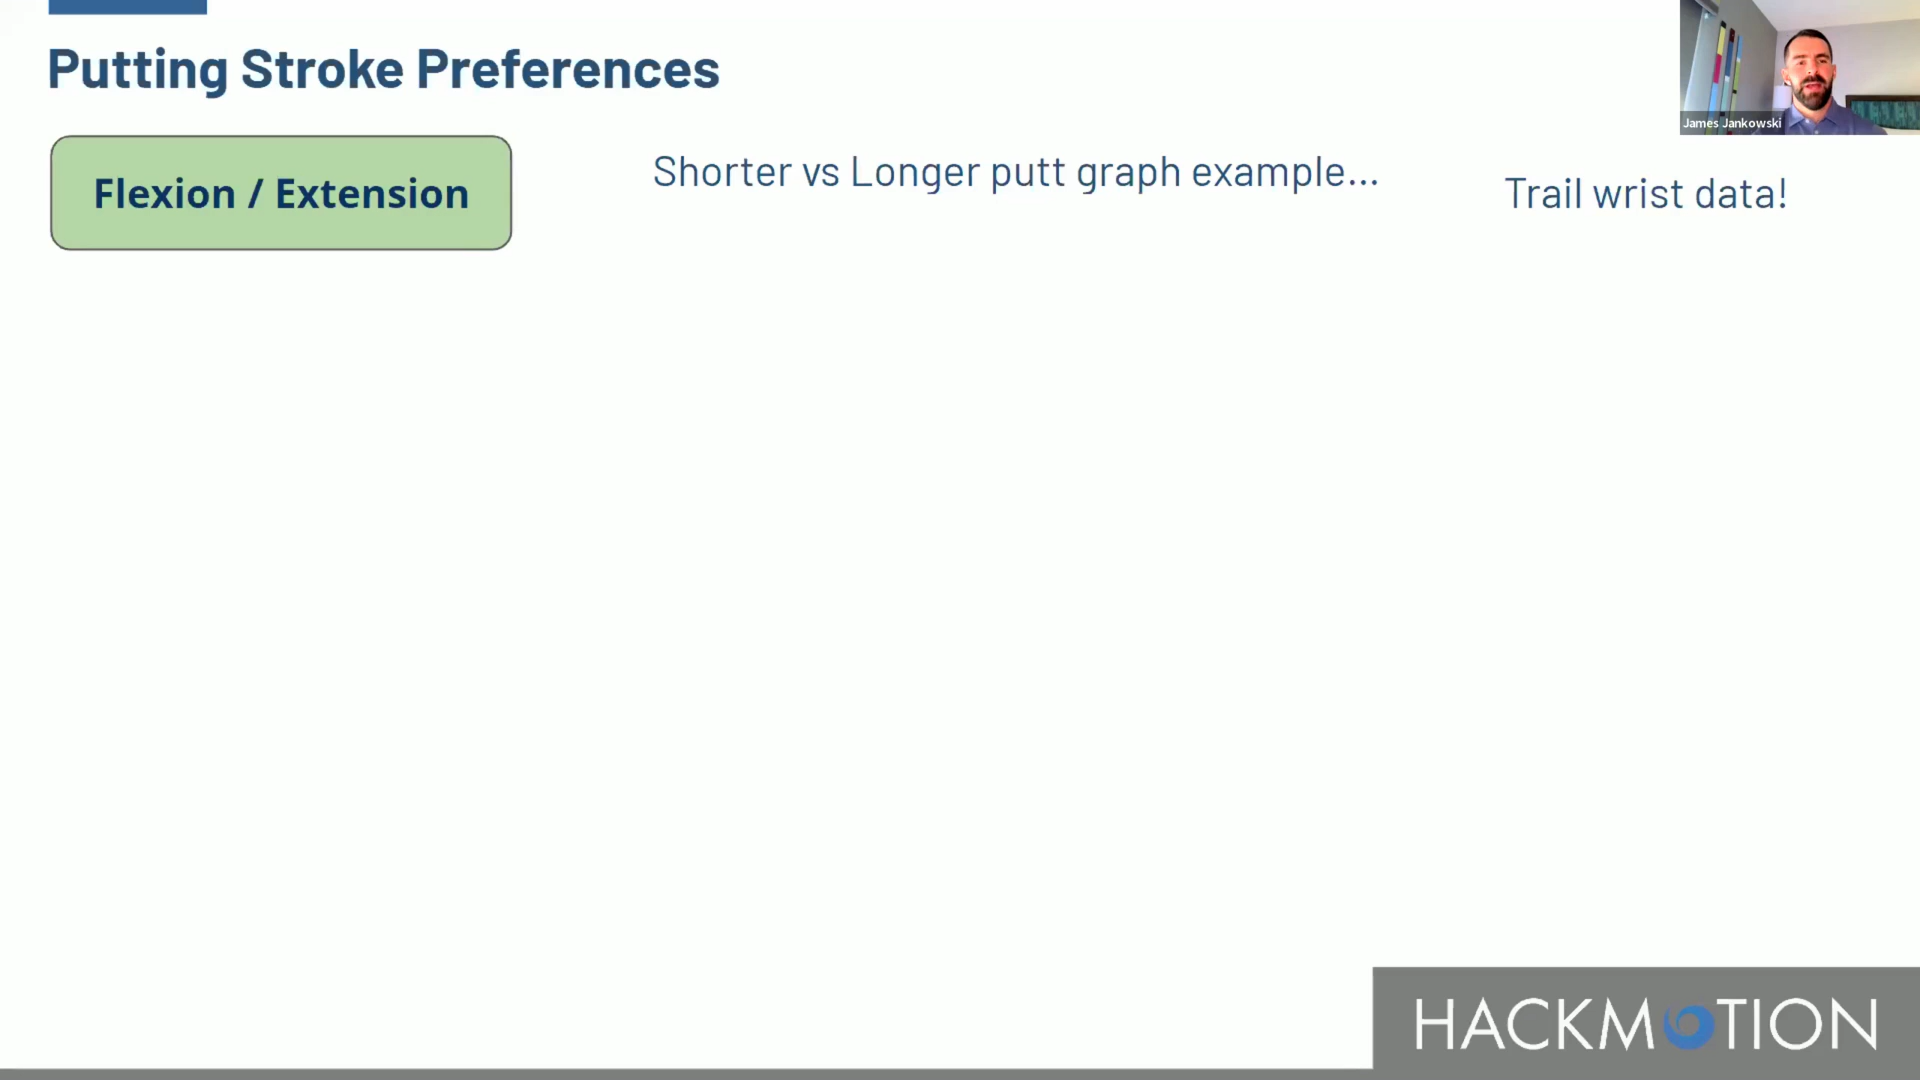 Putting Stroke Preferences
James Jankowski
Flexion / Extension
Shorter vs Longer putt graph example...
Trail wrist data!
HACKMOTION